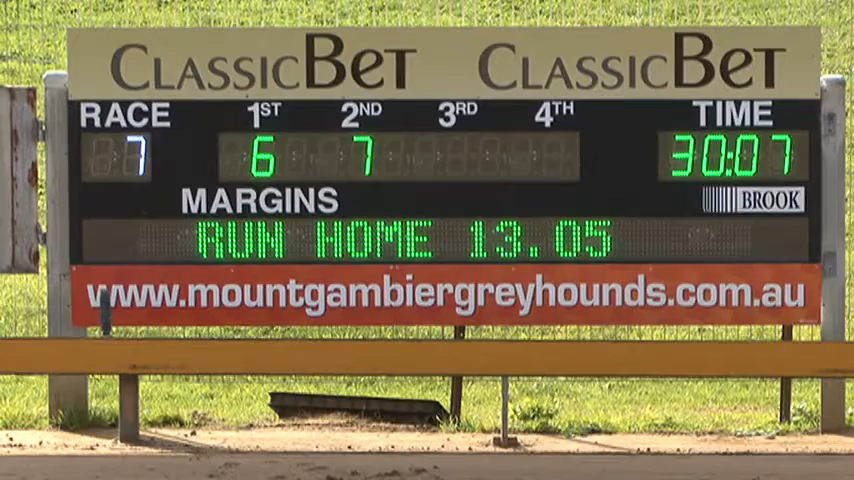 CLASSICBET CLASSICBET
RACE 1ST 2ND 3RD 4TH TIME
7 6 7 30:07
MARGINS BROOK
RUN HOME 13.05
www.mountgambiergreyhounds.com.au